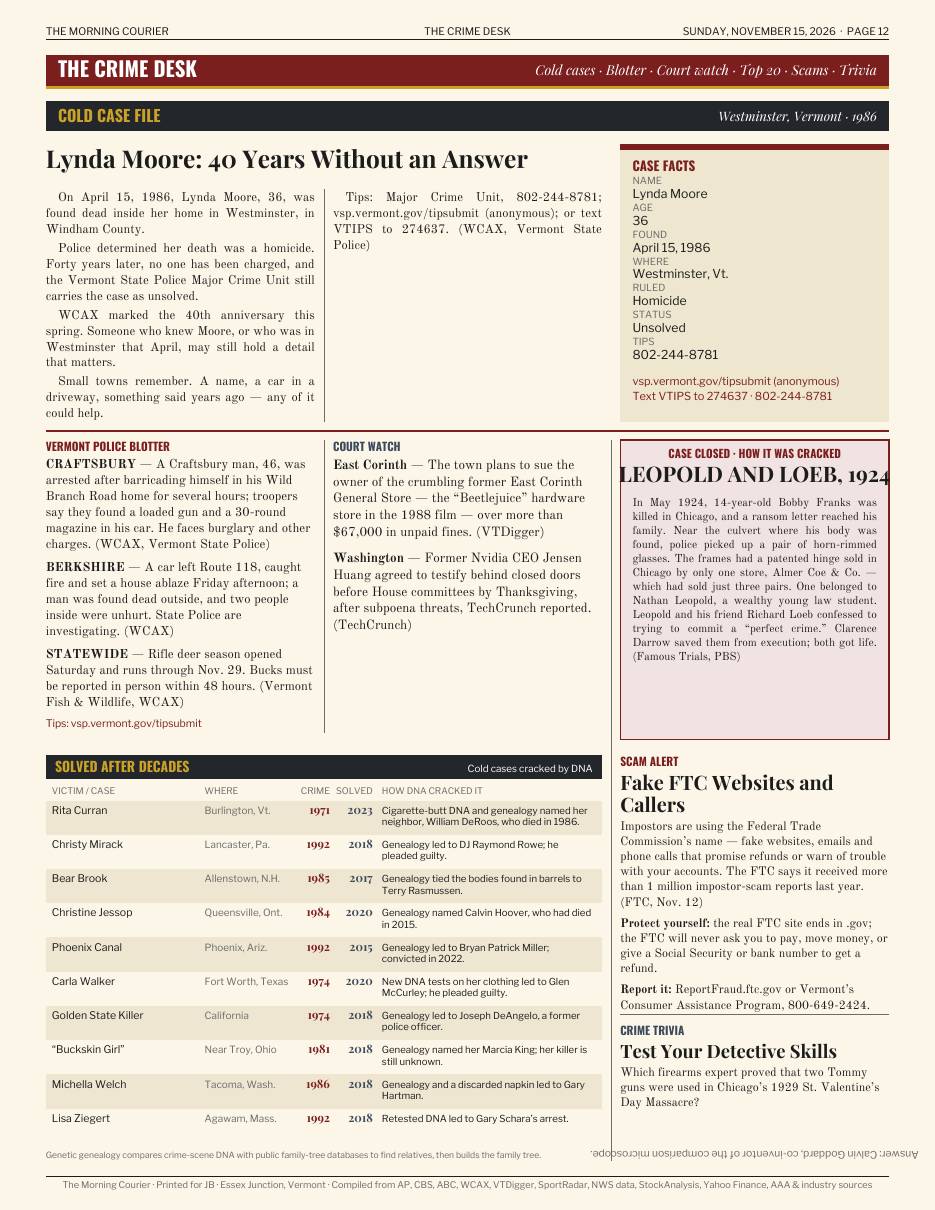 THE MORNING COURIER
THE CRIME DESK
SUNDAY, NOVEMBER 15, 2026 · PAGE 12
THE CRIME DESK
Cold cases · Blotter · Court watch · Top 20 · Scams · Trivia
COLD CASE FILE
Westminster, Vermont · 1986
Lynda Moore: 40 Years Without an Answer
On April 15, 1986, Lynda Moore, 36, was
found dead inside her home in Westminster, in
Windham County.
Police determined her death was a homicide.
Forty years later, no one has been charged, and
the Vermont State Police Major Crime Unit still
carries the case as unsolved.
WCAX marked the 40th anniversary this
spring. Someone who knew Moore, or who was in
Westminster that April, may still hold a detail
that matters.
Small towns remember. A name, a car in a
driveway, something said years ago — any of it
could help.
Tips: Major Crime Unit, 802-244-8781;
vsp.vermont.gov/tipsubmit (anonymous); or text
VTIPS to 274637. (WCAX, Vermont State
Police)
CASE FACTS
NAME
Lynda Moore
AGE
36
FOUND
April 15, 1986
WHERE
Westminster, Vt.
RULED
Homicide
STATUS
Unsolved
TIPS
802-244-8781
vsp.vermont.gov/tipsubmit (anonymous)
Text VTIPS to 274637 · 802-244-8781
VERMONT POLICE BLOTTER
CRAFTSBURY — A Craftsbury man, 46, was
arrested after barricading himself in his Wild
Branch Road home for several hours; troopers
say they found a loaded gun and a 30-round
magazine in his car. He faces burglary and other
charges. (WCAX, Vermont State Police)
BERKSHIRE — A car left Route 118, caught
fire and set a house ablaze Friday afternoon; a
man was found dead outside, and two people
inside were unhurt. State Police are
investigating. (WCAX)
STATEWIDE — Rifle deer season opened
Saturday and runs through Nov. 29. Bucks must
be reported in person within 48 hours. (Vermont
Fish & Wildlife, WCAX)
Tips: vsp.vermont.gov/tipsubmit
COURT WATCH
East Corinth — The town plans to sue the
owner of the crumbling former East Corinth
General Store — the “Beetlejuice” hardware
store in the 1988 film — over more than
$67,000 in unpaid fines. (VTDigger)
Washington — Former Nvidia CEO Jensen
Huang agreed to testify behind closed doors
before House committees by Thanksgiving,
after subpoena threats, TechCrunch reported.
(TechCrunch)
CASE CLOSED · HOW IT WAS CRACKED
LEOPOLD AND LOEB, 1924
In May 1924, 14-year-old Bobby Franks was
killed in Chicago, and a ransom letter reached his
family. Near the culvert where his body was
found, police picked up a pair of horn-rimmed
glasses. The frames had a patented hinge sold in
Chicago by only one store, Almer Coe & Co. —
which had sold just three pairs. One belonged to
Nathan Leopold, a wealthy young law student.
Leopold and his friend Richard Loeb confessed to
trying to commit a “perfect crime.” Clarence
Darrow saved them from execution; both got life.
(Famous Trials, PBS)
SOLVED AFTER DECADES
Cold cases cracked by DNA
VICTIM / CASE WHERE CRIME SOLVED HOW DNA CRACKED IT
Rita Curran Burlington, Vt. 1971 2023 Cigarette-butt DNA and genealogy named her
neighbor, William DeRoos, who died in 1986.
Christy Mirack Lancaster, Pa. 1992 2018 Genealogy led to DJ Raymond Rowe; he
pleaded guilty.
Bear Brook Allenstown, N.H. 1985 2017 Genealogy tied the bodies found in barrels to
Terry Rasmussen.
Christine Jessop Queensville, Ont. 1984 2020 Genealogy named Calvin Hoover, who had died
in 2015.
Phoenix Canal Phoenix, Ariz. 1992 2015 Genealogy led to Bryan Patrick Miller;
convicted in 2022.
Carla Walker Fort Worth, Texas 1974 2020 New DNA tests on her clothing led to Glen
McCurley; he pleaded guilty.
Golden State Killer California 1974 2018 Genealogy led to Joseph DeAngelo, a former
police officer.
“Buckskin Girl” Near Troy, Ohio 1981 2018 Genealogy named her Marcia King; her killer is
still unknown.
Michella Welch Tacoma, Wash. 1986 2018 Genealogy and a discarded napkin led to Gary
Hartman.
Lisa Ziegert Agawam, Mass. 1992 2018 Retested DNA led to Gary Schara’s arrest.
Genetic genealogy compares crime-scene DNA with public family-tree databases to find relatives, then builds the family tree.
SCAM ALERT
Fake FTC Websites and
Callers
Impostors are using the Federal Trade
Commission’s name — fake websites, emails and
phone calls that promise refunds or warn of trouble
with your accounts. The FTC says it received more
than 1 million impostor-scam reports last year.
(FTC, Nov. 12)
Protect yourself: the real FTC site ends in .gov;
the FTC will never ask you to pay, move money, or
give a Social Security or bank number to get a
refund.
Report it: ReportFraud.ftc.gov or Vermont’s
Consumer Assistance Program, 800-649-2424.
CRIME TRIVIA
Test Your Detective Skills
Which firearms expert proved that two Tommy
guns were used in Chicago’s 1929 St. Valentine’s
Day Massacre?
Answer: Calvin Goddard, co-inventor of the comparison microscope.
The Morning Courier · Printed for JB · Essex Junction, Vermont · Compiled from AP, CBS, ABC, WCAX, VTDigger, SportRadar, NWS data, StockAnalysis, Yahoo Finance, AAA & industry sources